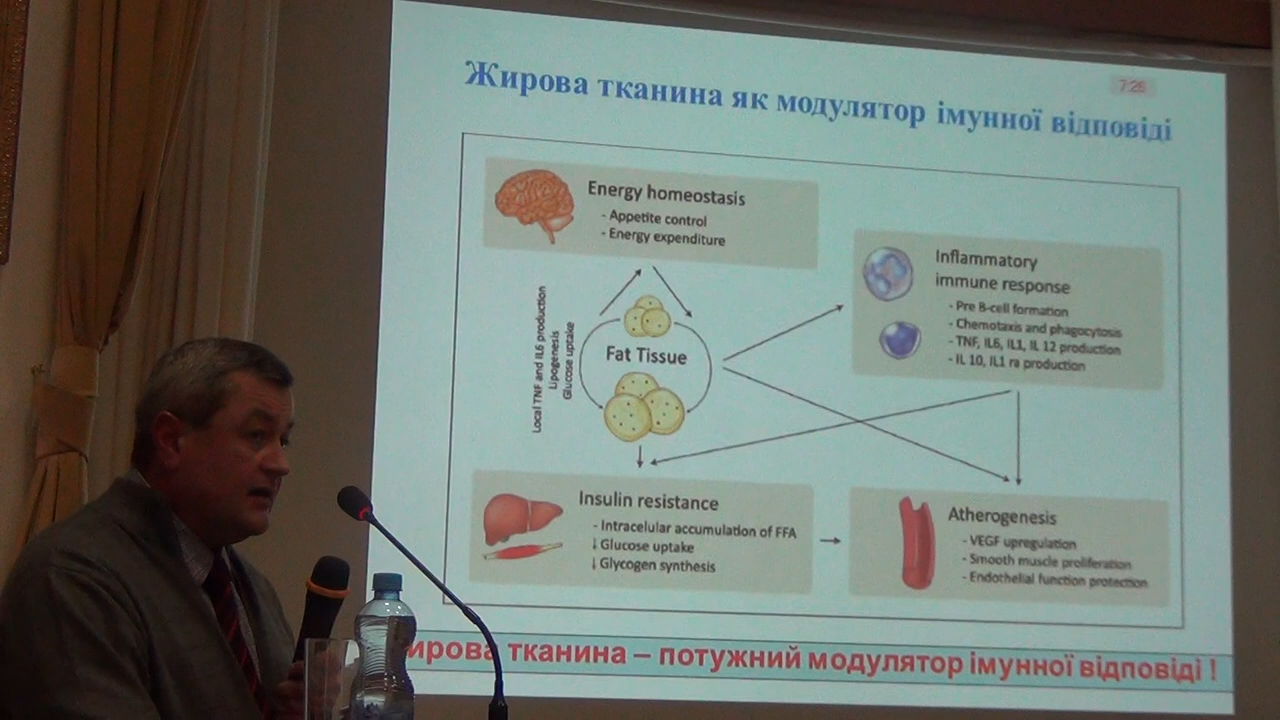 7:26
Жирова тканина як модулятор імунної відповіді
Energy homeostasis
- Appetite control
- Energy expenditure
Inflammatory
immune response
- Pre B-cell formation
- Chemotaxis and phagocytosis
- TNF, IL6, IL1, IL 12 production
- IL 10, IL1 ra production
Local TNF and IL6 production
Lipogenesis
Glucose uptake
Fat Tissue
Insulin resistance
- Intracelular accumulation of FFA
↓ Glucose uptake
↓ Glycogen synthesis
Atherogenesis
- VEGF upregulation
- Smooth muscle proliferation
- Endothelial function protection
ирова тканина – потужний модулятор імунної відповіді !